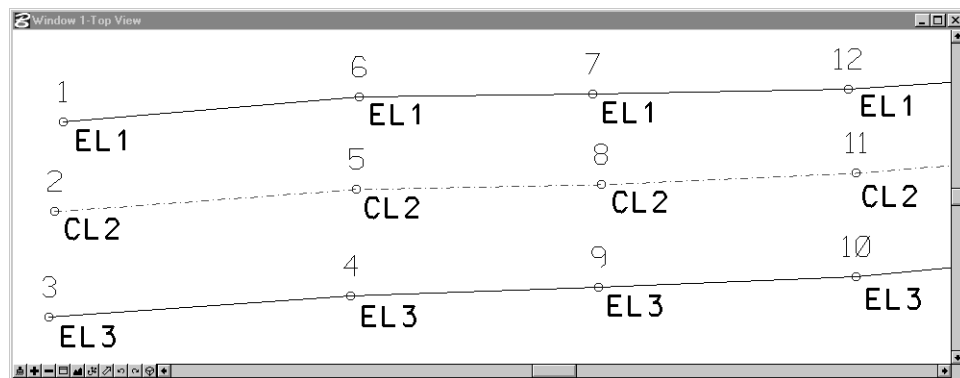 Window 1-Top View
1 6 7 12
EL1 EL1 EL1 EL1
2 5 8 11
CL2 CL2 CL2 CL2
3 4 9 10
EL3 EL3 EL3 EL3